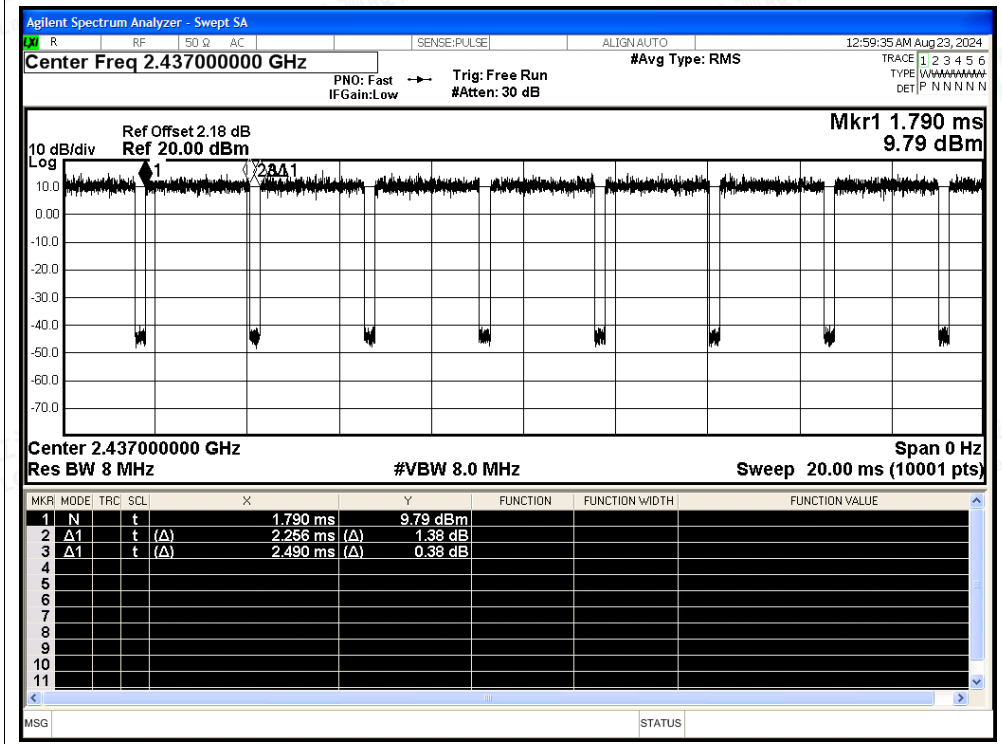 Agilent Spectrum Analyzer - Swept SA
LXI R RF 50 Ω AC SENSE:PULSE ALIGN AUTO 12:59:35 AM Aug 23, 2024
Center Freq 2.437000000 GHz #Avg Type: RMS TRACE 1 2 3 4 5 6
PNO: Fast Trig: Free Run TYPE
IFGain:Low #Atten: 30 dB DET P N N N N N
Mkr1 1.790 ms
Ref Offset 2.18 dB
10 dB/div Ref 20.00 dBm 9.79 dBm
Log
1
10.0
0.00
-10.0
-20.0
-30.0
-40.0
-50.0
-60.0
-70.0
Center 2.437000000 GHz Span 0 Hz
Res BW 8 MHz #VBW 8.0 MHz Sweep 20.00 ms (10001 pts)
MKR MODE TRC SCL X Y FUNCTION FUNCTION WIDTH FUNCTION VALUE
1 N t 1.790 ms 9.79 dBm
2 Δ1 t (Δ) 2.256 ms (Δ) 1.38 dB
3 Δ1 t (Δ) 2.490 ms (Δ) 0.38 dB
4
5
6
7
8
9
10
11
MSG STATUS